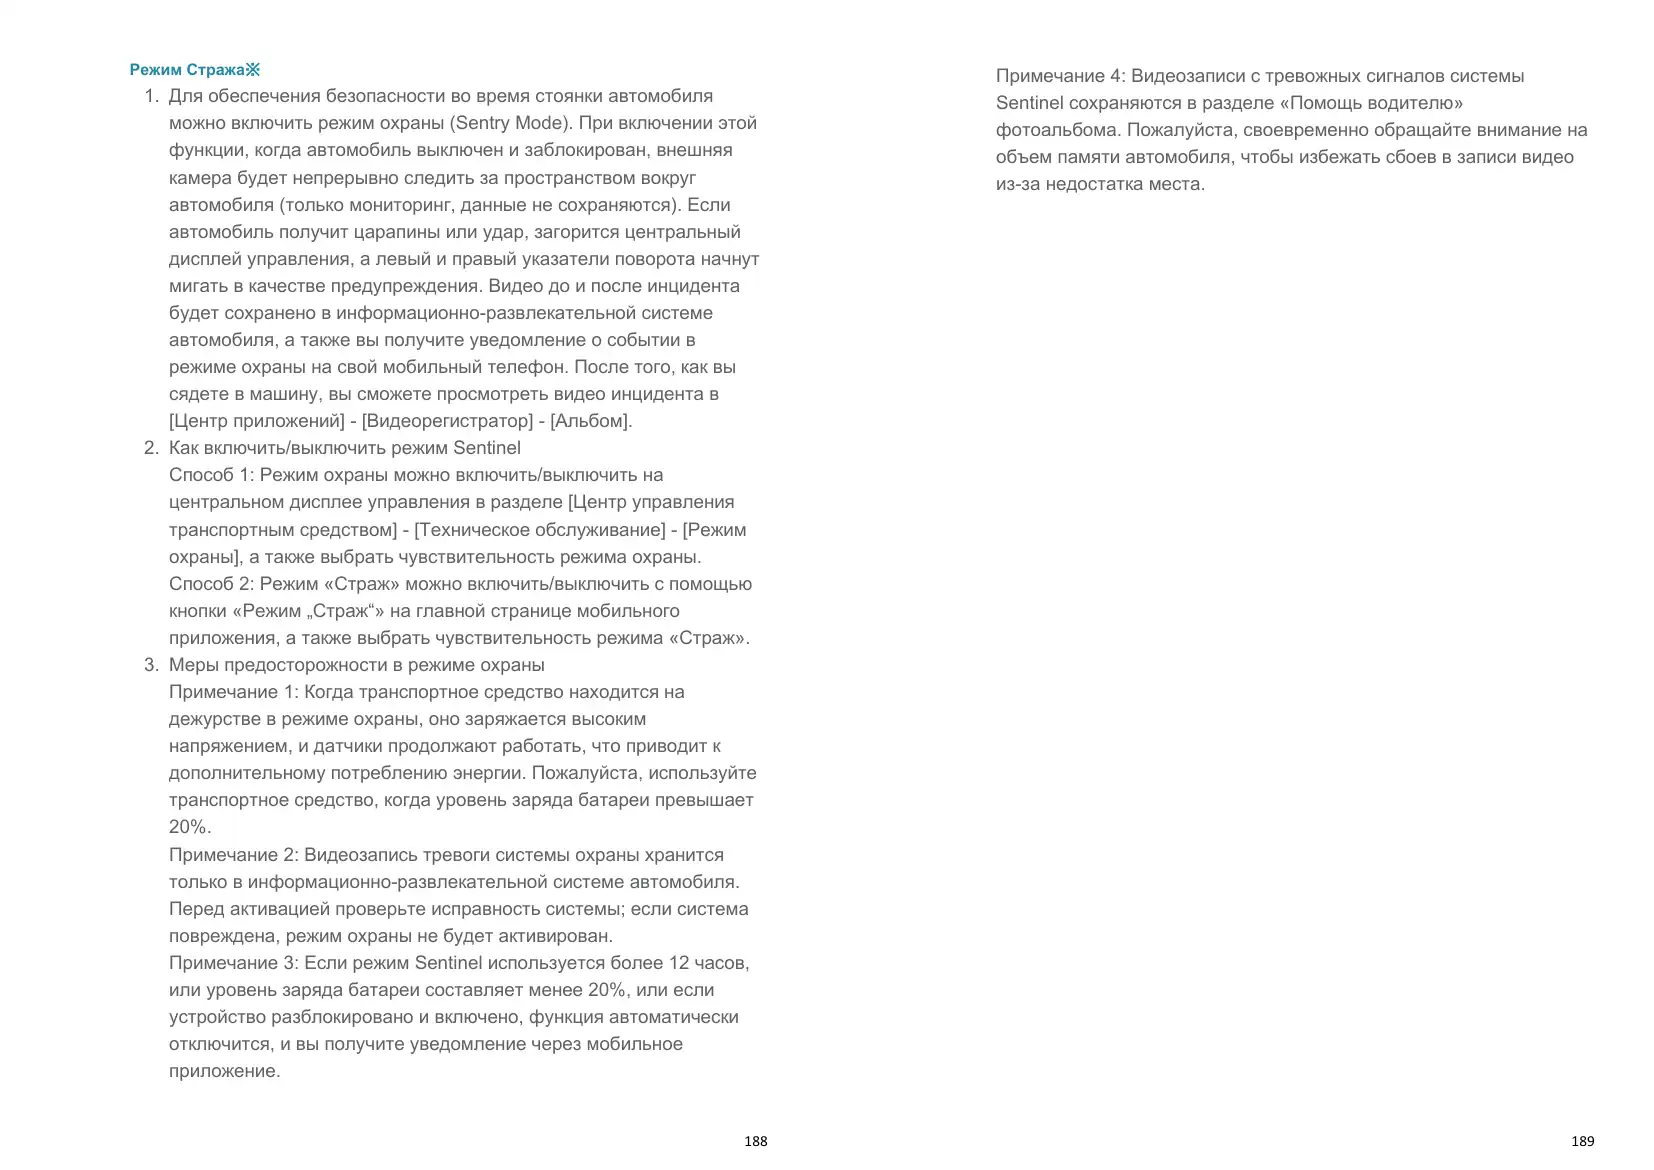 Режим Стража※
1. Для обеспечения безопасности во время стоянки автомобиля
можно включить режим охраны (Sentry Mode). При включении этой
функции, когда автомобиль выключен и заблокирован, внешняя
камера будет непрерывно следить за пространством вокруг
автомобиля (только мониторинг, данные не сохраняются). Если
автомобиль получит царапины или удар, загорится центральный
дисплей управления, а левый и правый указатели поворота начнут
мигать в качестве предупреждения. Видео до и после инцидента
будет сохранено в информационно-развлекательной системе
автомобиля, а также вы получите уведомление о событии в
режиме охраны на свой мобильный телефон. После того, как вы
сядете в машину, вы сможете просмотреть видео инцидента в
[Центр приложений] - [Видеорегистратор] - [Альбом].
2. Как включить/выключить режим Sentinel
Способ 1: Режим охраны можно включить/выключить на
центральном дисплее управления в разделе [Центр управления
транспортным средством] - [Техническое обслуживание] - [Режим
охраны], а также выбрать чувствительность режима охраны.
Способ 2: Режим «Страж» можно включить/выключить с помощью
кнопки «Режим „Страж“» на главной странице мобильного
приложения, а также выбрать чувствительность режима «Страж».
3. Меры предосторожности в режиме охраны
Примечание 1: Когда транспортное средство находится на
дежурстве в режиме охраны, оно заряжается высоким
напряжением, и датчики продолжают работать, что приводит к
дополнительному потреблению энергии. Пожалуйста, используйте
транспортное средство, когда уровень заряда батареи превышает
20%.
Примечание 2: Видеозапись тревоги системы охраны хранится
только в информационно-развлекательной системе автомобиля.
Перед активацией проверьте исправность системы; если система
повреждена, режим охраны не будет активирован.
Примечание 3: Если режим Sentinel используется более 12 часов,
или уровень заряда батареи составляет менее 20%, или если
устройство разблокировано и включено, функция автоматически
отключится, и вы получите уведомление через мобильное
приложение.
188
Примечание 4: Видеозаписи с тревожных сигналов системы
Sentinel сохраняются в разделе «Помощь водителю»
фотоальбома. Пожалуйста, своевременно обращайте внимание на
объем памяти автомобиля, чтобы избежать сбоев в записи видео
из-за недостатка места.
189